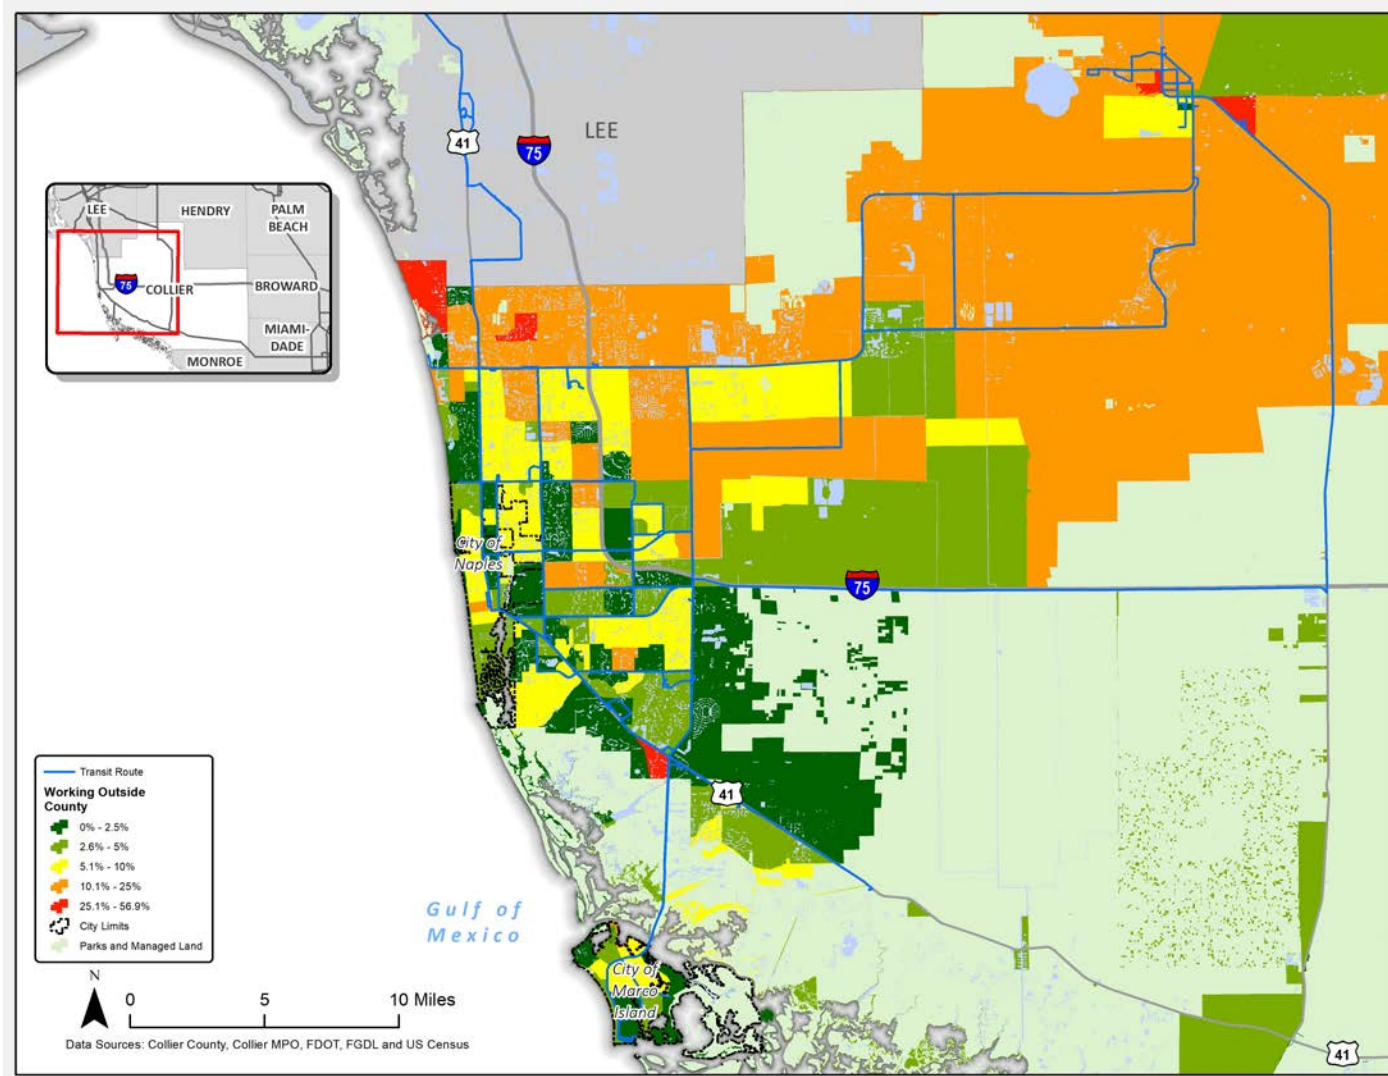 41
75
LEE
LEE
HENDRY
PALM
BEACH
75
COLLIER
BROWARD
MIAMI-
DADE
MONROE
City of
Naples
75
41
Transit Route
Working Outside
County
0% - 2.5%
2.6% - 5%
5.1% - 10%
10.1% - 25%
25.1% - 56.9%
City Limits
Parks and Managed Land
Gulf of
Mexico
City of
Marco
Island
N
0 5 10 Miles
Data Sources: Collier County, Collier MPO, FDOT, FGDL and US Census
41